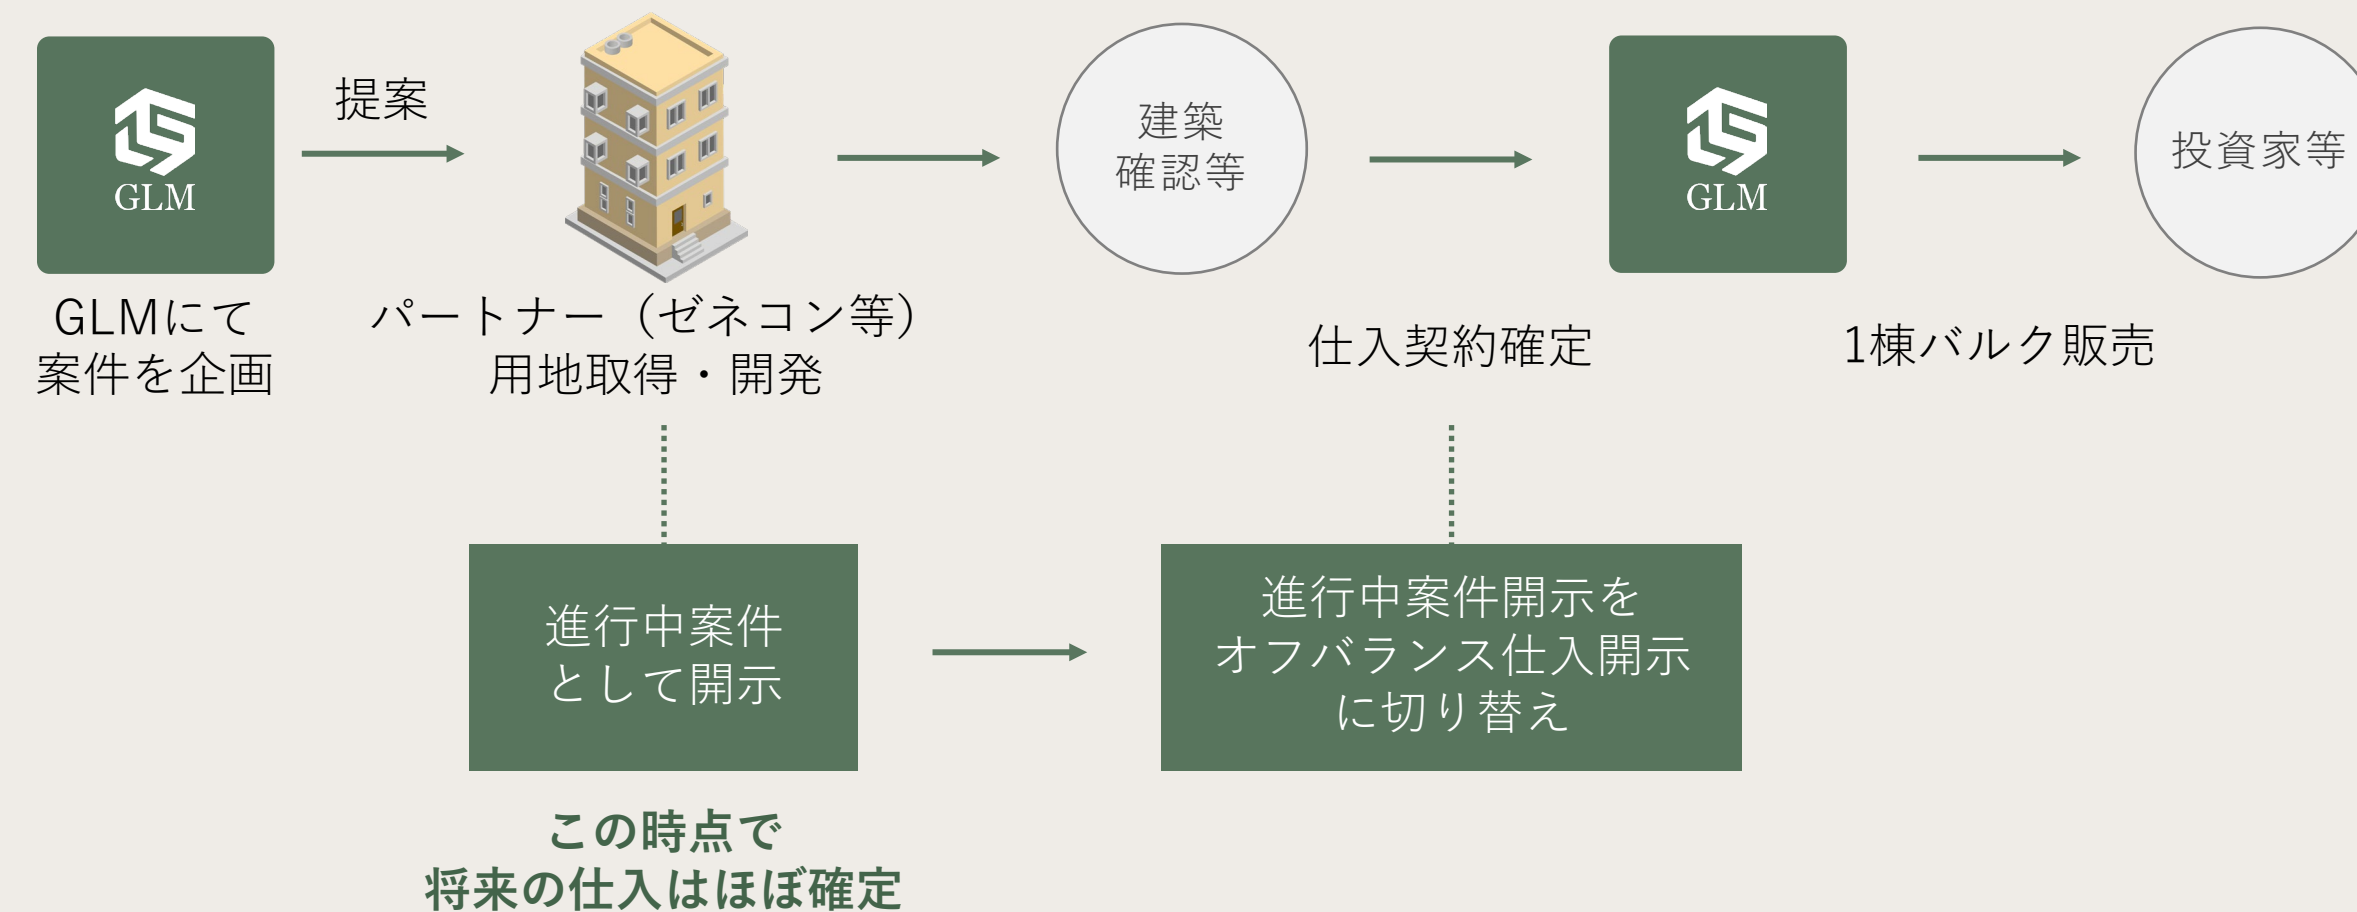 GLM
GLMにて
案件を企画
提案
パートナー（ゼネコン等）
用地取得・開発
建築
確認等
仕入契約確定
GLM
1棟バルク販売
投資家等
進行中案件
として開示
進行中案件開示を
オフバランス仕入開示
に切り替え
この時点で
将来の仕入はほぼ確定